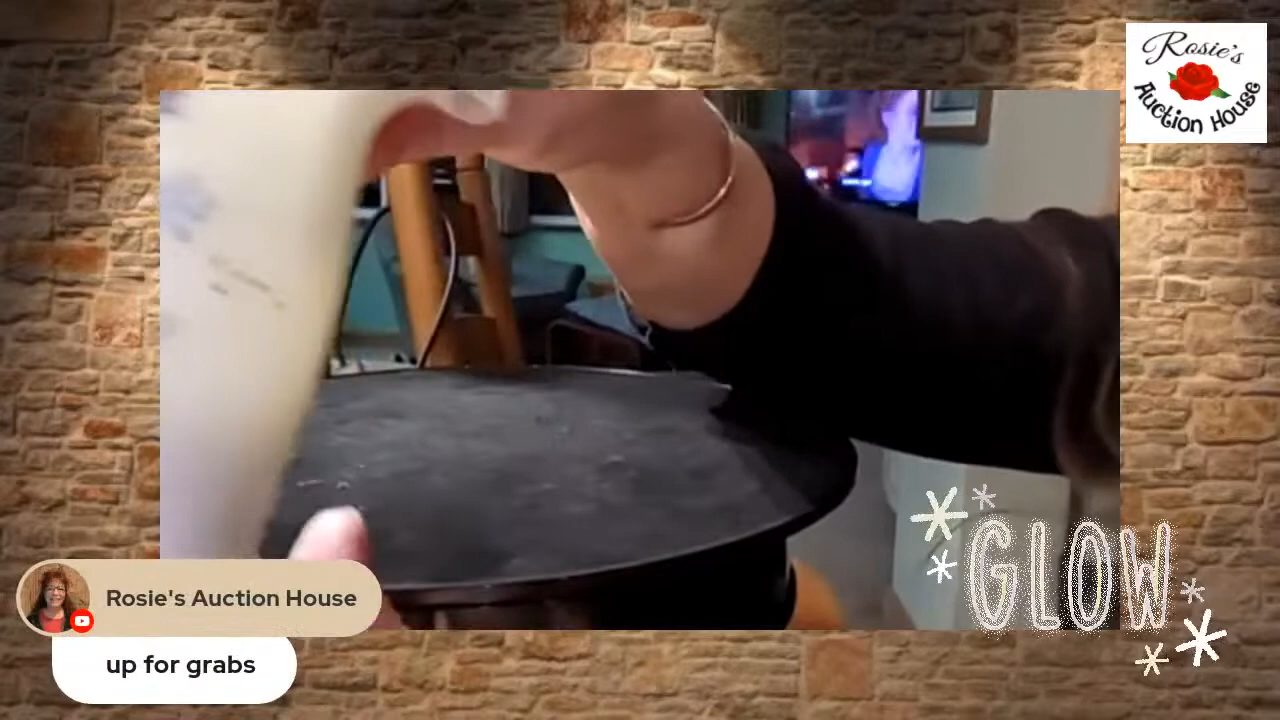 Rosie's
Auction House
GLOW
Rosie's Auction House
up for grabs